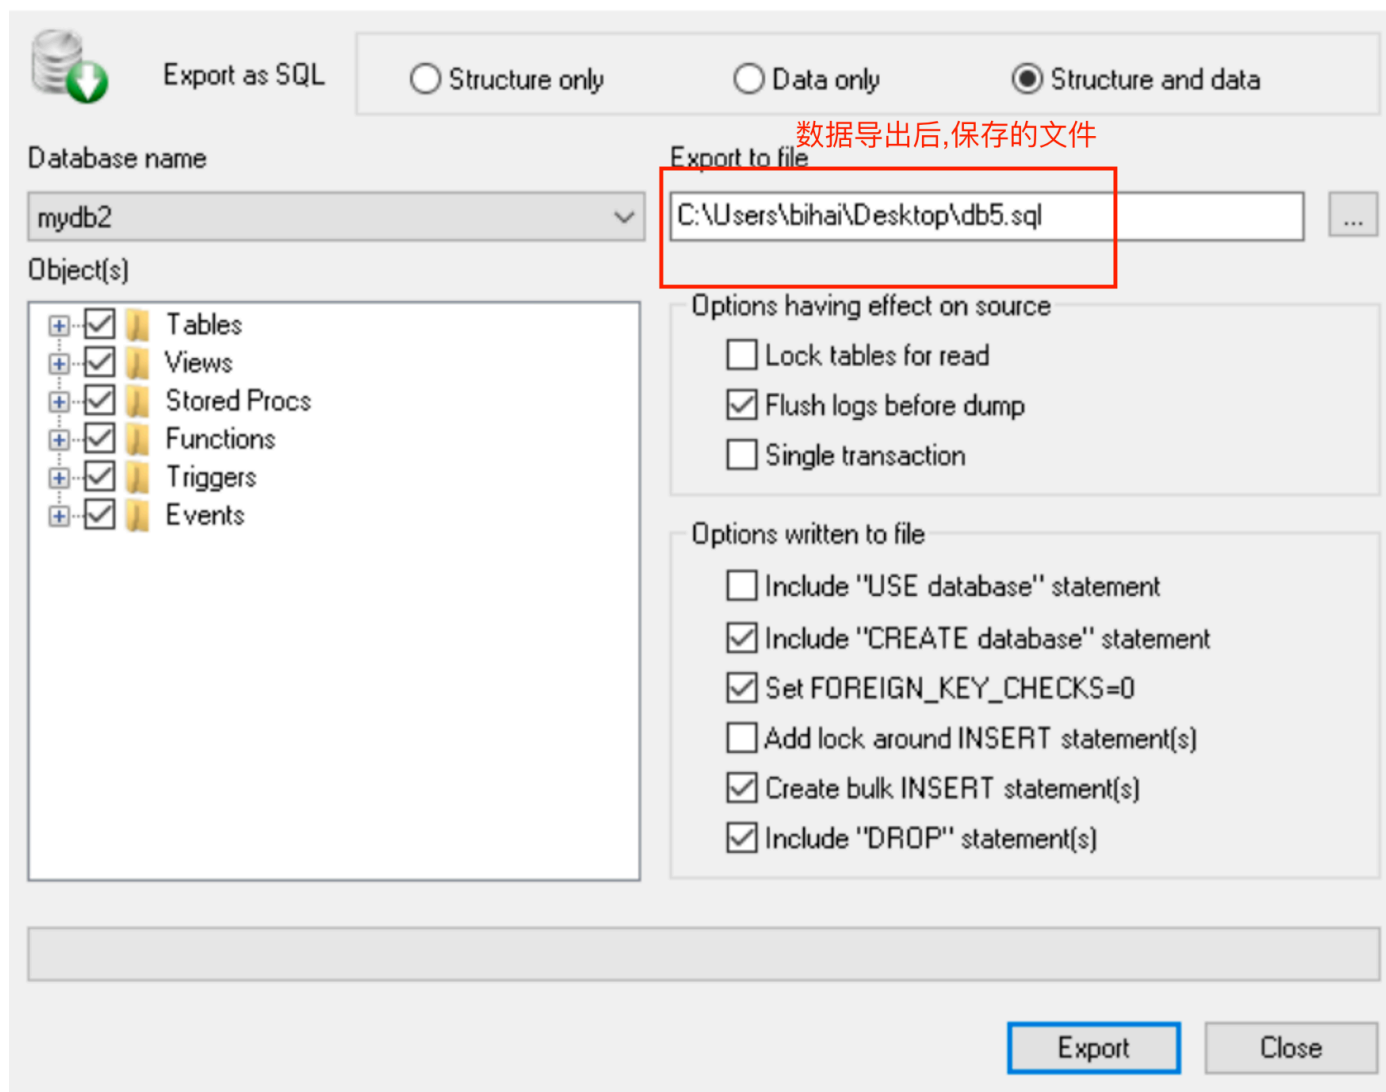 Export as SQL
Structure only
Data only
Structure and data
数据导出后,保存的文件
Database name
Export to file
mydb2
C:\Users\bihai\Desktop\db5.sql
...
Object(s)
Tables
Views
Stored Procs
Functions
Triggers
Events
Options having effect on source
Lock tables for read
Flush logs before dump
Single transaction
Options written to file
Include "USE database" statement
Include "CREATE database" statement
Set FOREIGN_KEY_CHECKS=0
Add lock around INSERT statement(s)
Create bulk INSERT statement(s)
Include "DROP" statement(s)
Export
Close